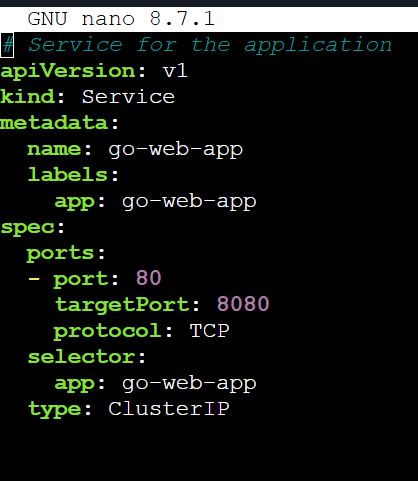 GNU nano 8.7.1
# Service for the application
apiVersion: v1
kind: Service
metadata:
  name: go-web-app
  labels:
    app: go-web-app
spec:
  ports:
  - port: 80
    targetPort: 8080
    protocol: TCP
  selector:
    app: go-web-app
  type: ClusterIP